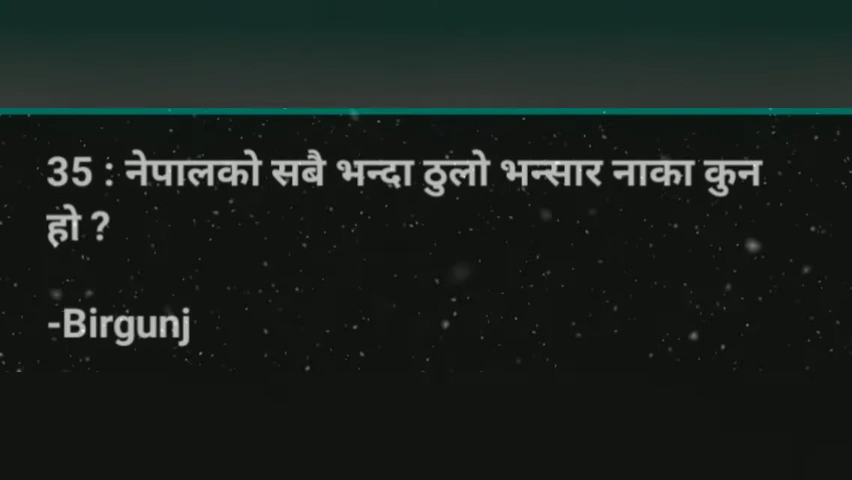 35 : नेपालको सबै भन्दा ठुलो भन्सार नाका कुन
हो ?
-Birgunj